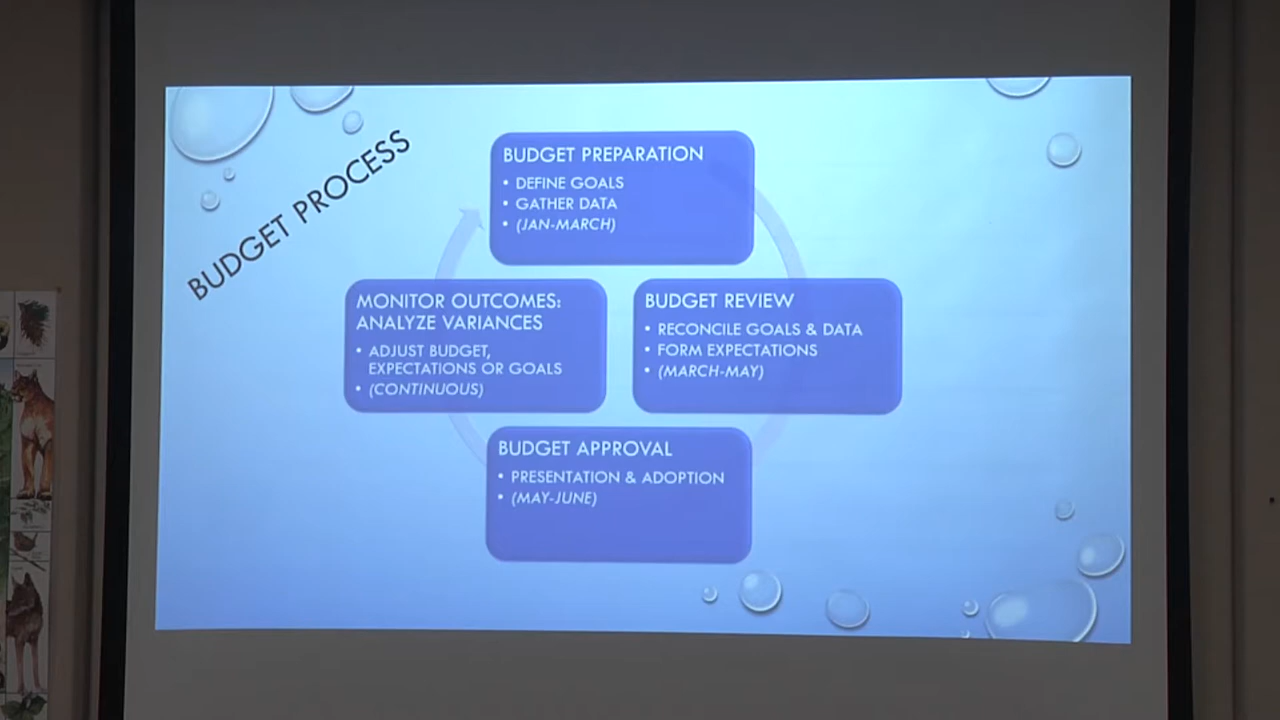 BUDGET PROCESS
BUDGET PREPARATION
• DEFINE GOALS
• GATHER DATA
• (JAN-MARCH)
BUDGET REVIEW
• RECONCILE GOALS & DATA
• FORM EXPECTATIONS
• (MARCH-MAY)
BUDGET APPROVAL
• PRESENTATION & ADOPTION
• (MAY-JUNE)
MONITOR OUTCOMES:
ANALYZE VARIANCES
• ADJUST BUDGET,
EXPECTATIONS OR GOALS
• (CONTINUOUS)